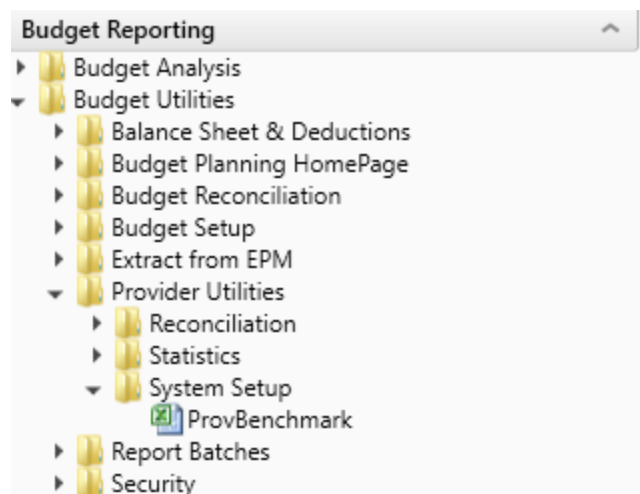 Budget Reporting
Budget Analysis
Budget Utilities
Balance Sheet & Deductions
Budget Planning HomePage
Budget Reconciliation
Budget Setup
Extract from EPM
Provider Utilities
Reconciliation
Statistics
System Setup
ProvBenchmark
Report Batches
Security